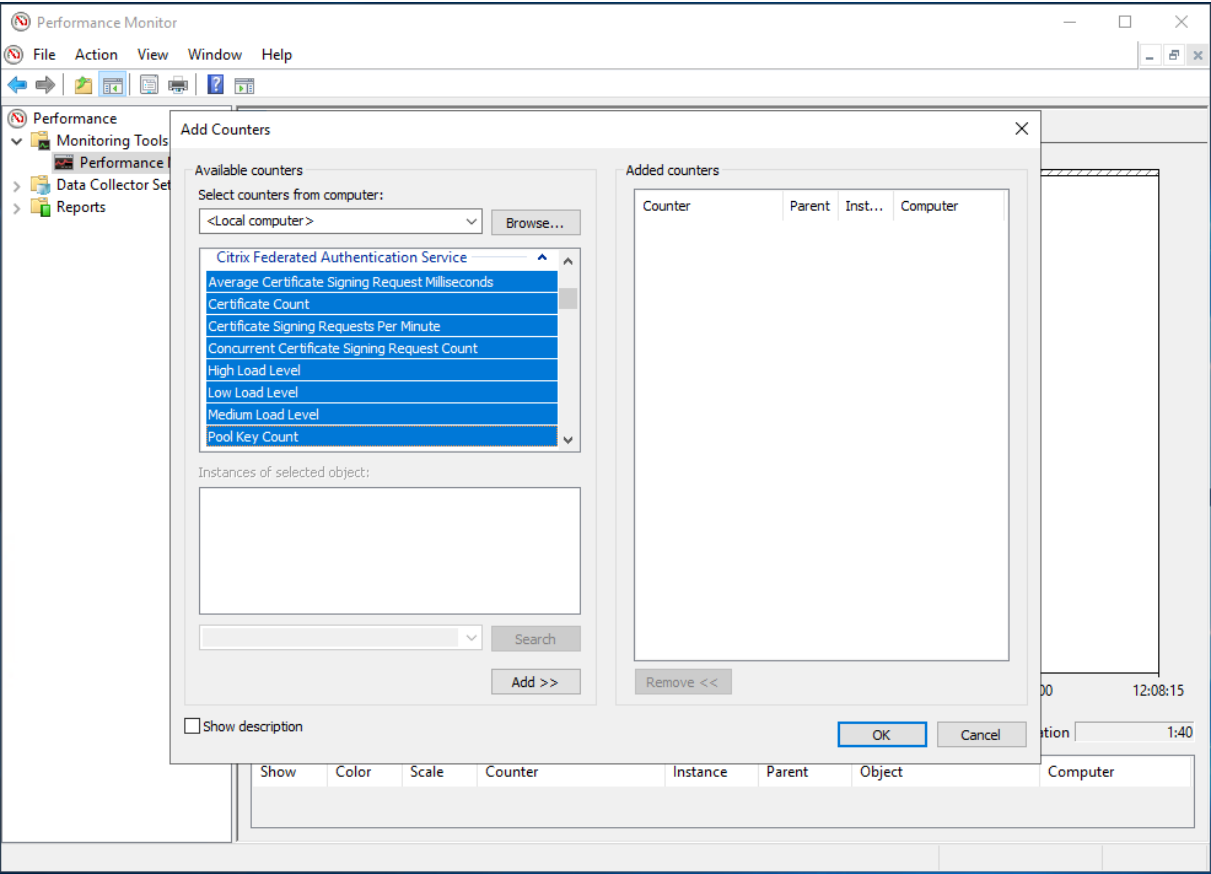 Performance Monitor
File Action View Window Help
Performance
Monitoring Tools
Performance
Data Collector Set
Reports
Add Counters
Available counters
Select counters from computer:
<Local computer>
Browse...
Citrix Federated Authentication Service
Average Certificate Signing Request Milliseconds
Certificate Count
Certificate Signing Requests Per Minute
Concurrent Certificate Signing Request Count
High Load Level
Low Load Level
Medium Load Level
Pool Key Count
Instances of selected object:
Search
Add >>
Show description
Added counters
Counter Parent Inst... Computer
Remove <<
OK Cancel
12:08:15
1:40
Show Color Scale Counter Instance Parent Object Computer